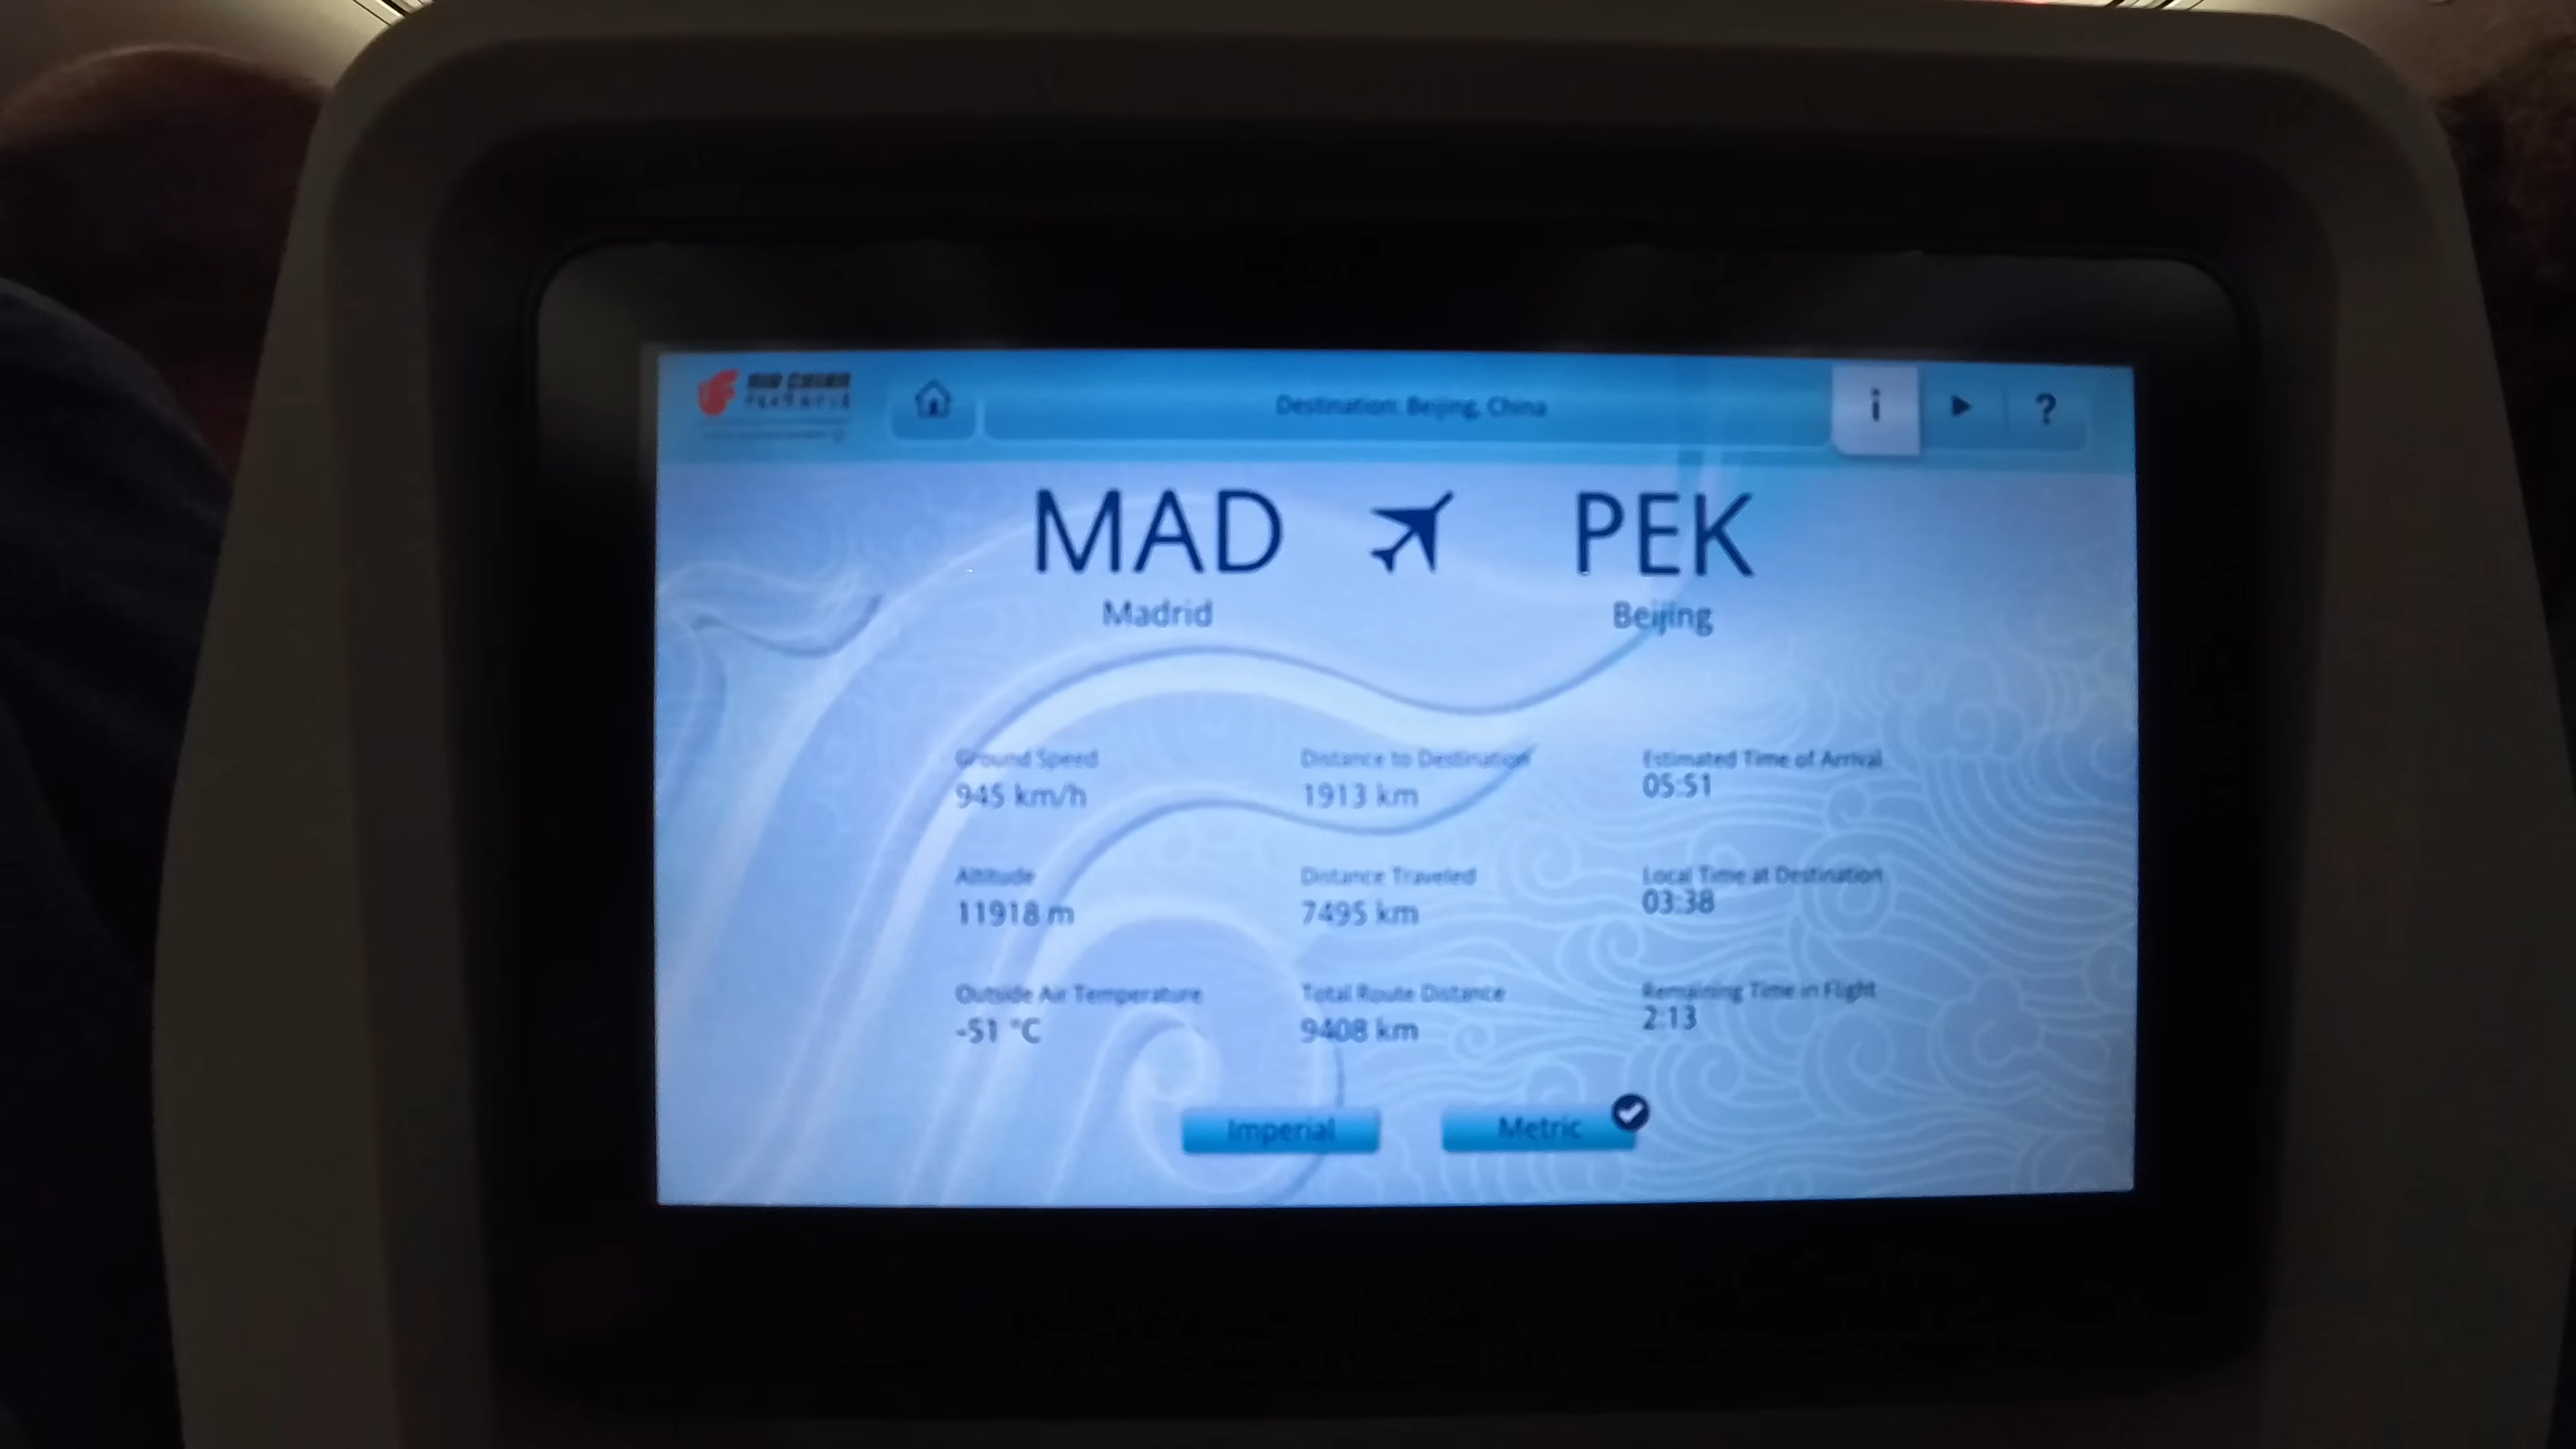 AIR CHINA
Destination: Beijing, China
i
?
MAD
PEK
Madrid
Beijing
Ground Speed
945 km/h
Distance to Destination
1913 km
Estimated Time of Arrival
05:51
Altitude
11918 m
Distance Traveled
7495 km
Local Time at Destination
03:38
Outside Air Temperature
-51 °C
Total Route Distance
9408 km
Remaining Time in Flight
2:13
Imperial
Metric